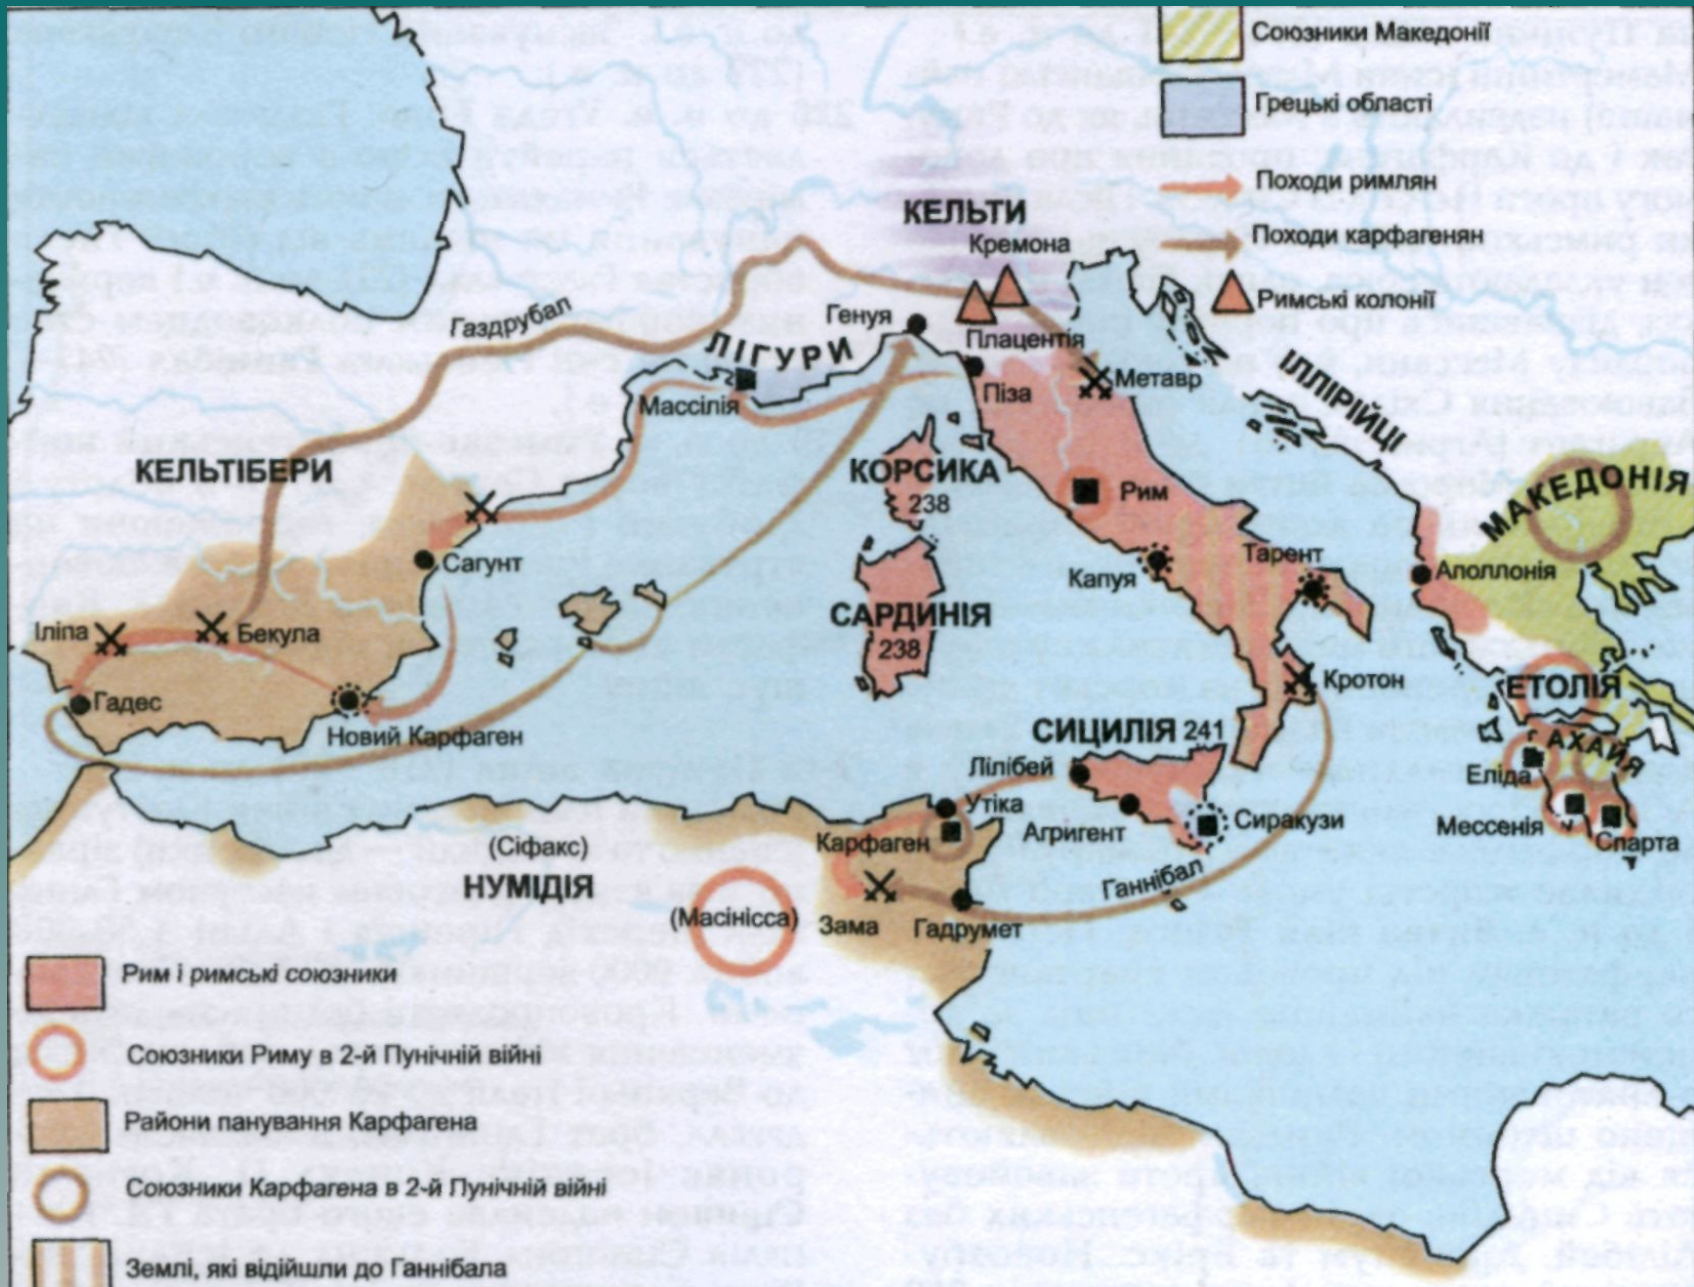 Союзники Македонії
Грецькі області
Походи римлян
Походи карфагенян
Римські колонії
КЕЛЬТИ
Кремона
Газдрубал
Генуя
ЛІГУРИ
Плацентія
Массілія
Піза
Метавр
ІЛЛІРІЙЦІ
КЕЛЬТІБЕРИ
КОРСИКА
238
Рим
МАКЕДОНІЯ
Сагунт
Капуя
Тарент
Аполлонія
Іліпа
Бекула
САРДИНІЯ
238
Гадес
Новий Карфаген
Кротон
ЕТОЛІЯ
СИЦИЛІЯ 241
АХАЙЯ
Лілібей
Еліда
Утіка
Агригент
Сиракузи
Мессенія
Спарта
(Сіфакс)
Карфаген
НУМІДІЯ
(Масінісса)
Зама
Гадрумет
Ганнібал
Рим і римські союзники
Союзники Риму в 2-й Пунічній війні
Райони панування Карфагена
Союзники Карфагена в 2-й Пунічній війні
Землі, які відійшли до Ганнібала